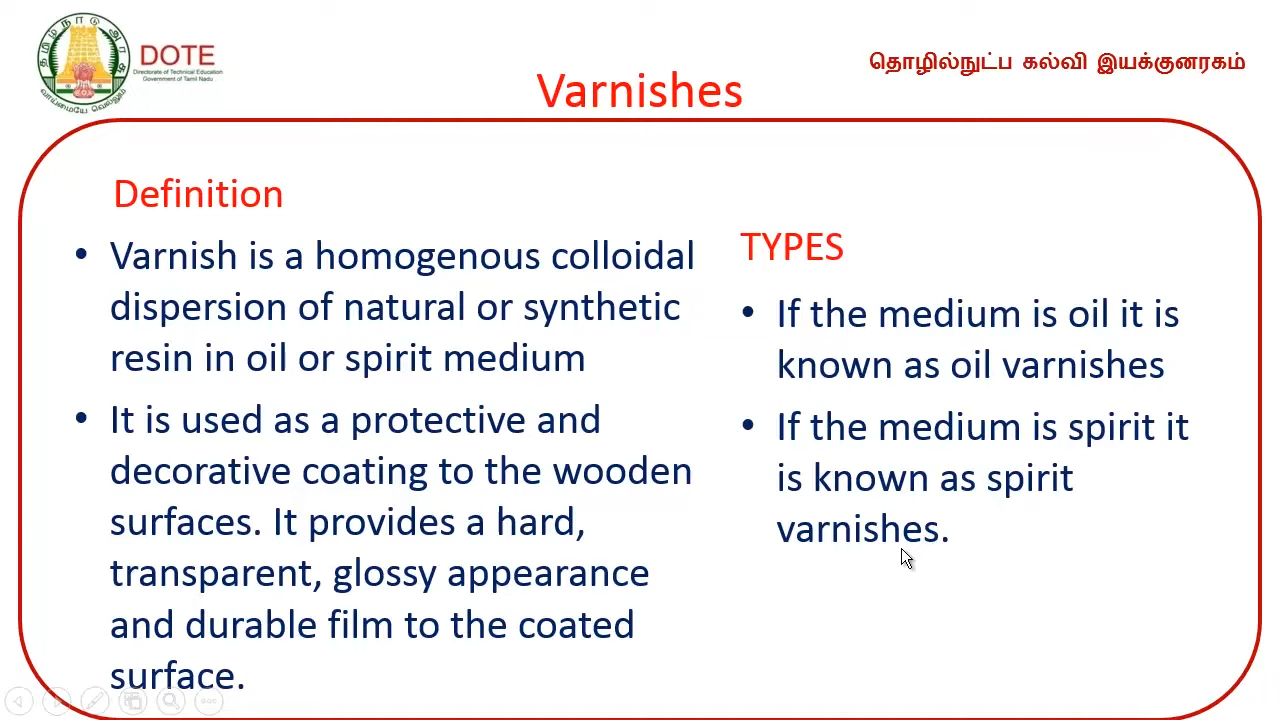 தமிழ்நாடு அரசு
வாய்மையே வெல்லும்
DOTE
Directorate of Technical Education
Government of Tamil Nadu
தொழில்நுட்ப கல்வி இயக்குனரகம்
Varnishes
Definition
• Varnish is a homogenous colloidal
dispersion of natural or synthetic
resin in oil or spirit medium
• It is used as a protective and
decorative coating to the wooden
surfaces. It provides a hard,
transparent, glossy appearance
and durable film to the coated
surface.
TYPES
• If the medium is oil it is
known as oil varnishes
• If the medium is spirit it
is known as spirit
varnishes.